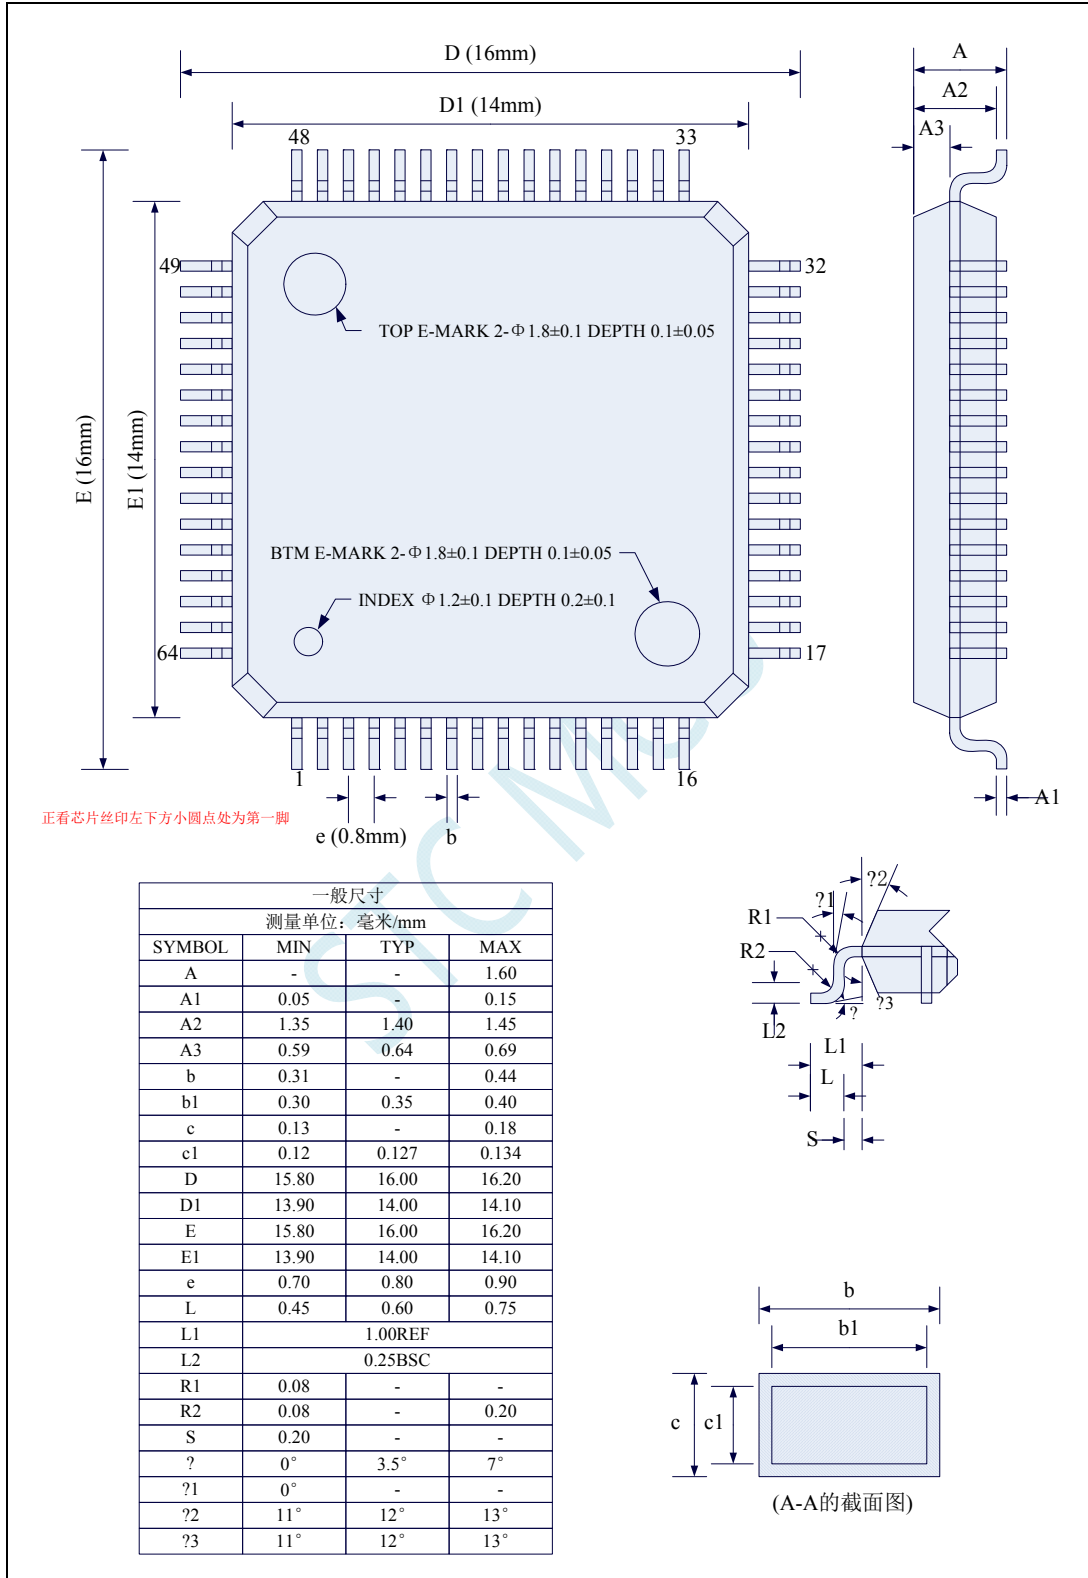 D (16mm)
D1 (14mm)
48
33
49
32
TOP E-MARK 2-Φ1.8±0.1 DEPTH 0.1±0.05
E (16mm)
E1 (14mm)
BTM E-MARK 2-Φ1.8±0.1 DEPTH 0.1±0.05
INDEX Φ1.2±0.1 DEPTH 0.2±0.1
64
17
1
16
正看芯片丝印左下方小圆点处为第一脚
e (0.8mm)
b
A
A2
A3
A1
STC MCU
一般尺寸
测量单位：毫米/mm
SYMBOL MIN TYP MAX
A - - 1.60
A1 0.05 - 0.15
A2 1.35 1.40 1.45
A3 0.59 0.64 0.69
b 0.31 - 0.44
b1 0.30 0.35 0.40
c 0.13 - 0.18
c1 0.12 0.127 0.134
D 15.80 16.00 16.20
D1 13.90 14.00 14.10
E 15.80 16.00 16.20
E1 13.90 14.00 14.10
e 0.70 0.80 0.90
L 0.45 0.60 0.75
L1 1.00REF
L2 0.25BSC
R1 0.08 - -
R2 0.08 - 0.20
S 0.20 - -
? 0° 3.5° 7°
?1 0° - -
?2 11° 12° 13°
?3 11° 12° 13°
?2
?1
R1
R2
?3
?
L2
L1
L
S
b
b1
c
c1
(A-A的截面图)